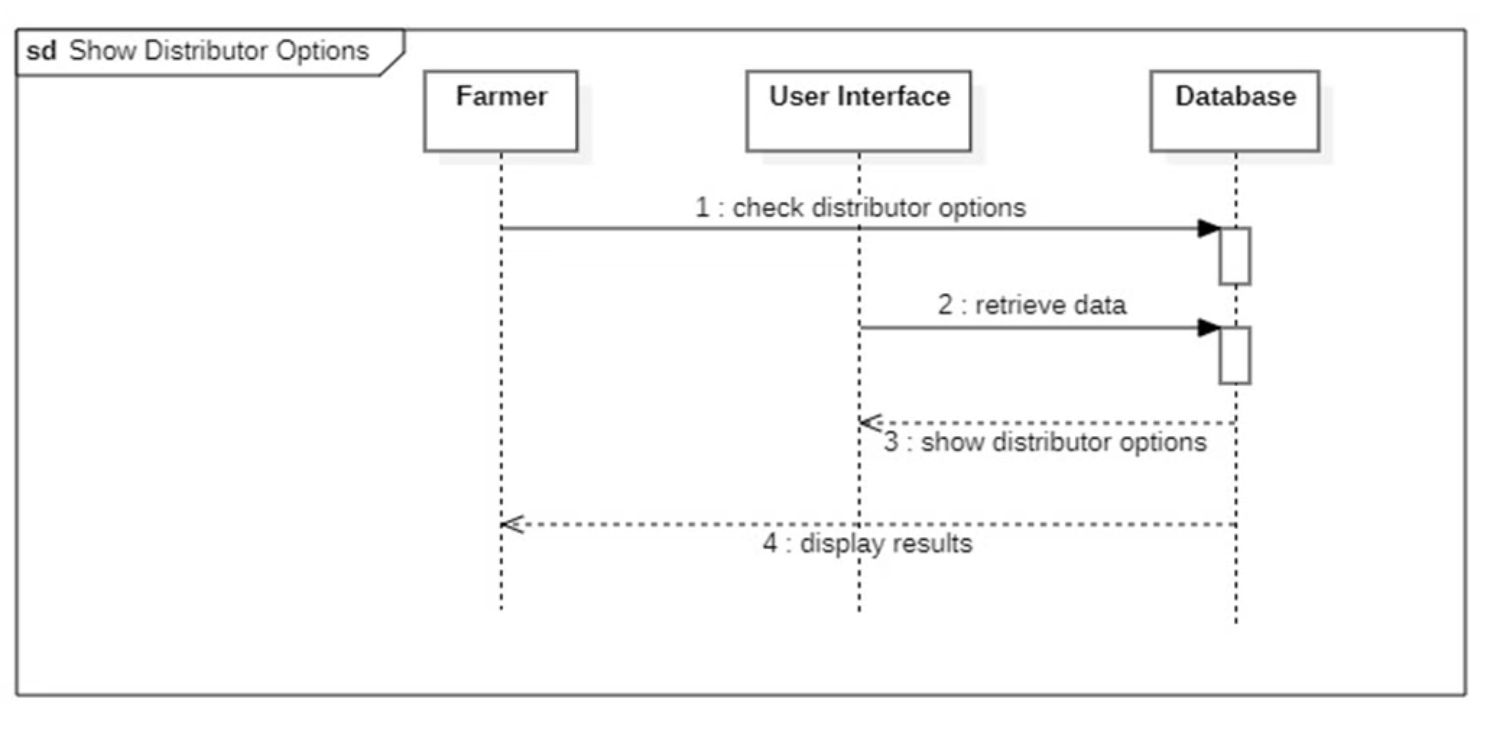 sd Show Distributor Options
Farmer
User Interface
Database
1 : check distributor options
2 : retrieve data
3 : show distributor options
4 : display results